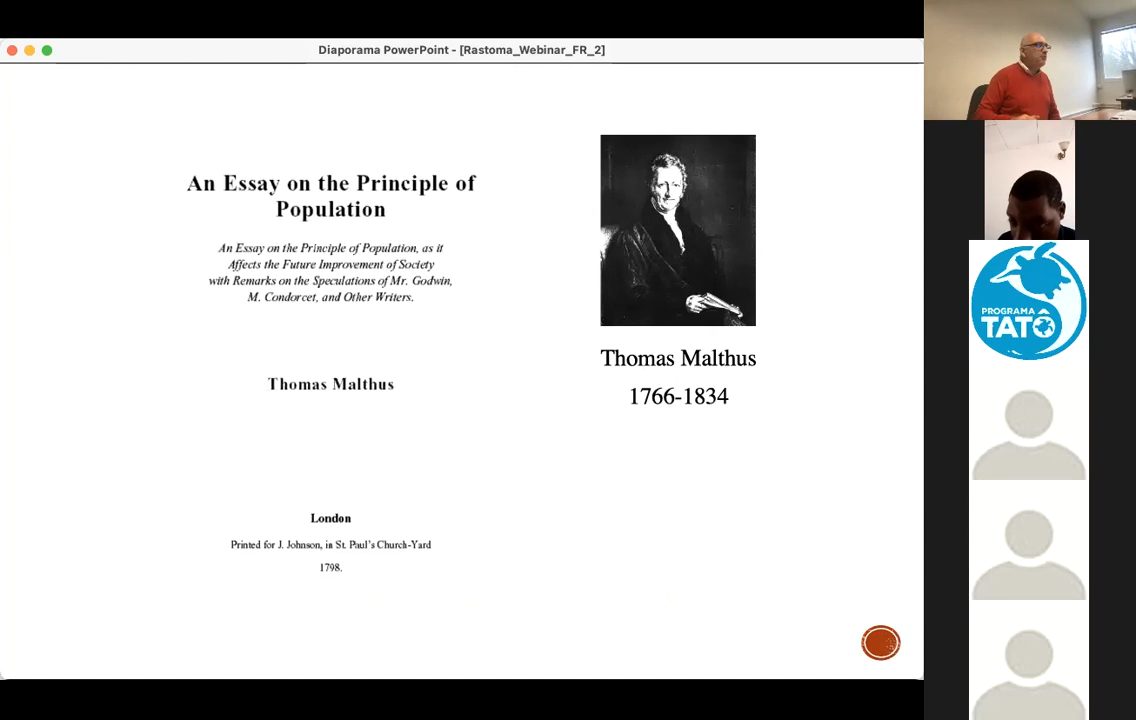 Diaporama PowerPoint - [Rastoma_Webinar_FR_2]
An Essay on the Principle of
Population
An Essay on the Principle of Population, as it
Affects the Future Improvement of Society
with Remarks on the Speculations of Mr. Godwin,
M. Condorcet, and Other Writers.
Thomas Malthus
London
Printed for J. Johnson, in St. Paul's Church-Yard
1798.
Thomas Malthus
1766-1834
PROGRAMA
TATÔ